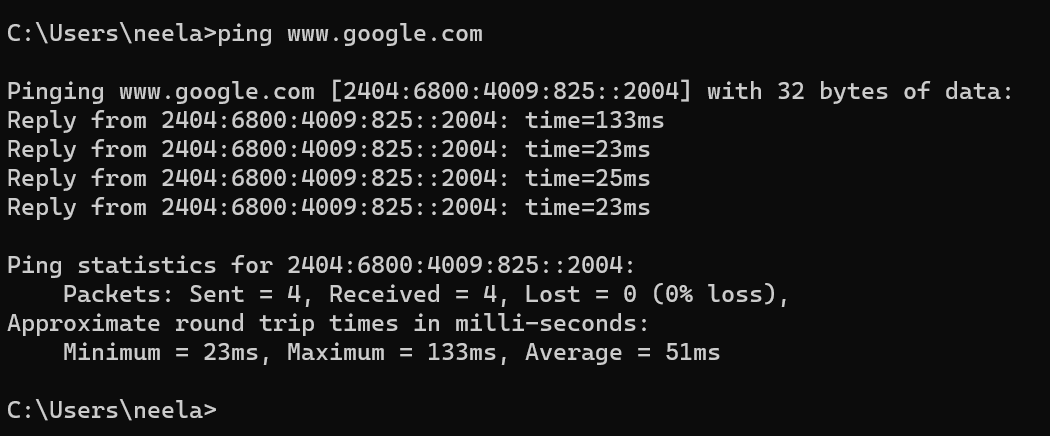 C:\Users\neela>ping www.google.com
Pinging www.google.com [2404:6800:4009:825::2004] with 32 bytes of data:
Reply from 2404:6800:4009:825::2004: time=133ms
Reply from 2404:6800:4009:825::2004: time=23ms
Reply from 2404:6800:4009:825::2004: time=25ms
Reply from 2404:6800:4009:825::2004: time=23ms
Ping statistics for 2404:6800:4009:825::2004:
    Packets: Sent = 4, Received = 4, Lost = 0 (0% loss),
Approximate round trip times in milli-seconds:
    Minimum = 23ms, Maximum = 133ms, Average = 51ms
C:\Users\neela>